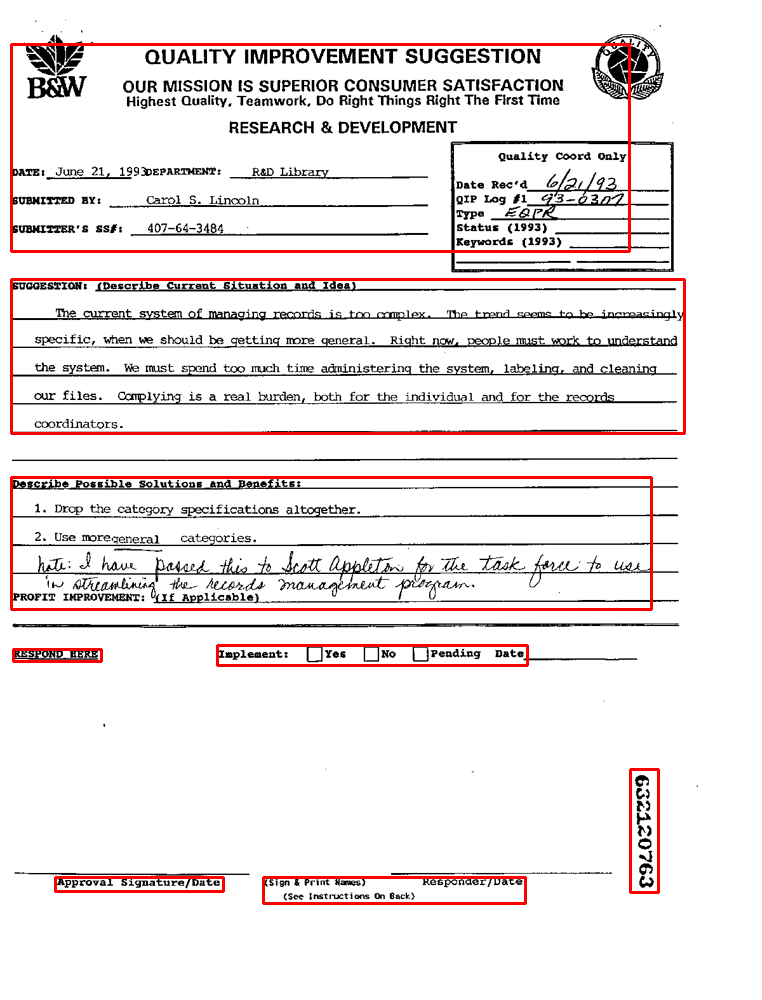 B&W
QUALITY
QUALITY IMPROVEMENT SUGGESTION
OUR MISSION IS SUPERIOR CONSUMER SATISFACTION
Highest Quality, Teamwork, Do Right Things Right The First Time
RESEARCH & DEVELOPMENT
Quality Coord Only
DATE: June 21, 1993 DEPARTMENT: R&D Library
Date Rec'd 6/21/93
SUBMITTED BY: Carol S. Lincoln
QIP Log #1 93-0307
Type EQPR
SUBMITTER'S SS#: 407-64-3484
Status (1993)
Keywords (1993)
SUGGESTION: (Describe Current Situation and Idea)
The current system of managing records is too complex. The trend seems to be increasingly
specific, when we should be getting more general. Right now, people must work to understand
the system. We must spend too much time administering the system, labeling, and cleaning
our files. Complying is a real burden, both for the individual and for the records
coordinators.
Describe Possible Solutions and Benefits:
1. Drop the category specifications altogether.
2. Use more general categories.
note: I have passed this to Scott Appleton for the task force to use
in streamlining the records management program.
PROFIT IMPROVEMENT: (If Applicable)
RESPOND HERE Implement: Yes No Pending Date
632120763
Approval Signature/Date (Sign & Print Names) Responder/Date
(See Instructions On Back)